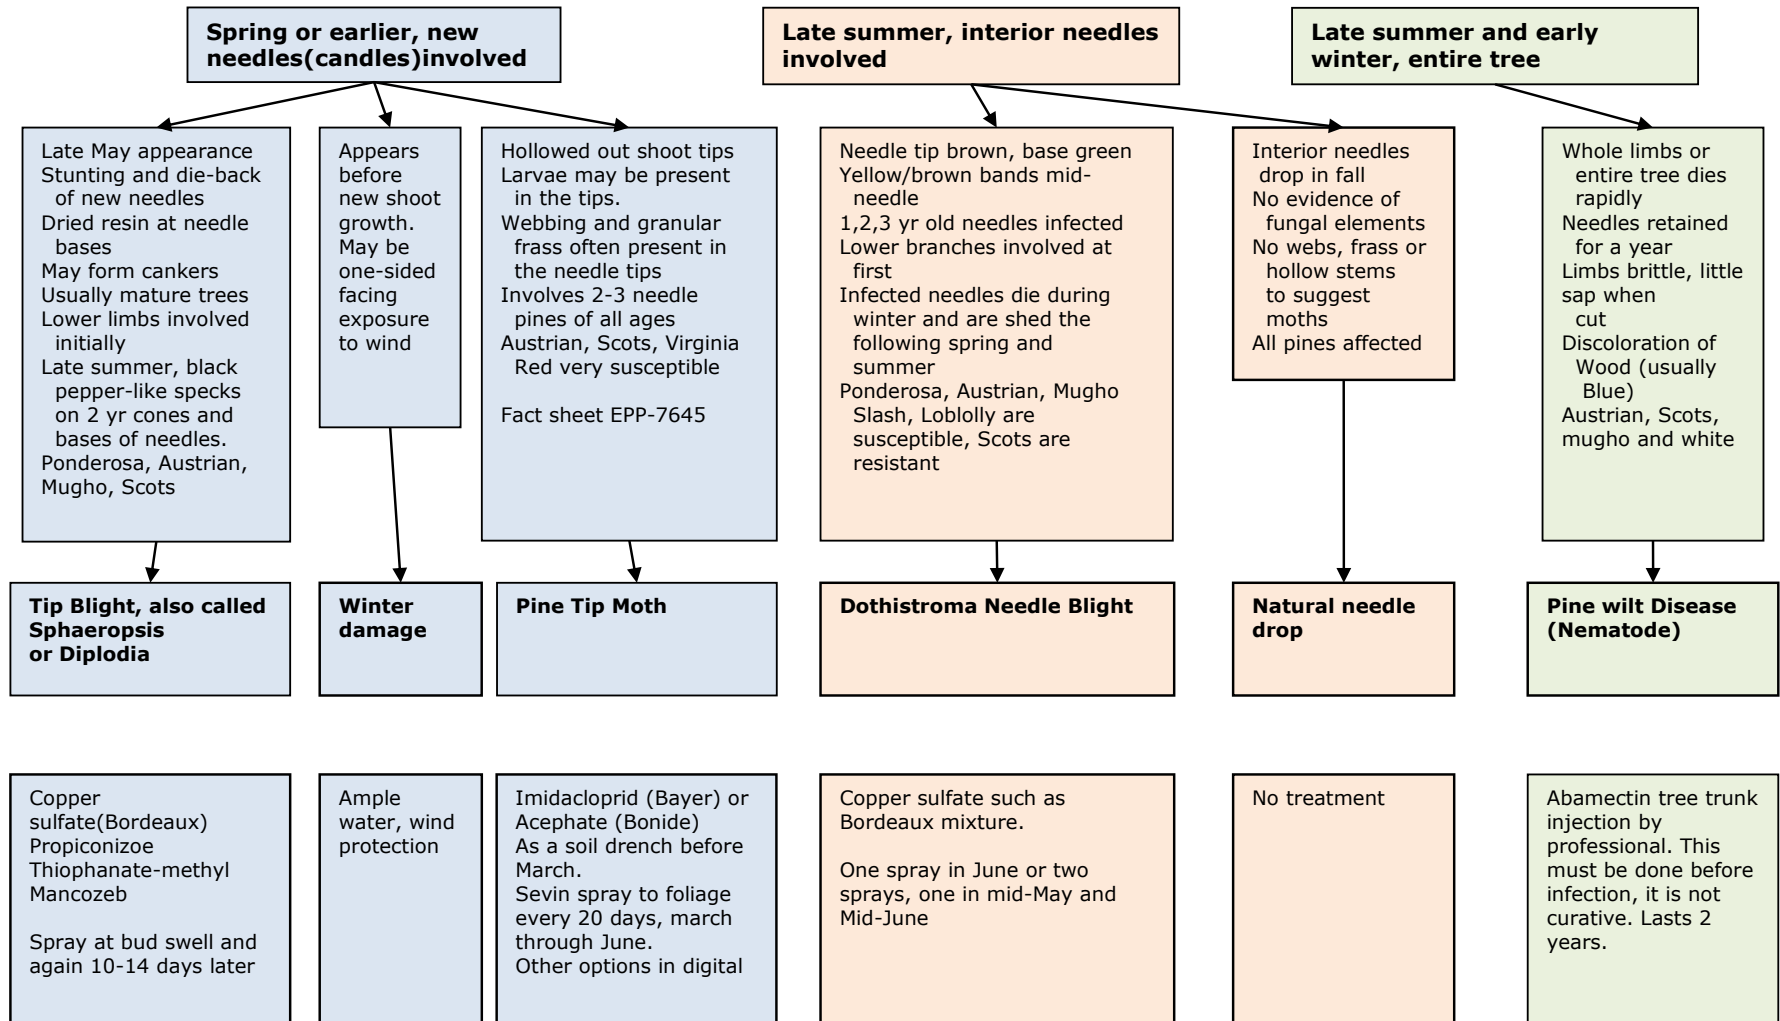 Spring or earlier, new
needles(candles)involved
Late summer, interior needles
involved
Late summer and early
winter, entire tree
Late May appearance
Stunting and die-back
of new needles
Dried resin at needle
bases
May form cankers
Usually mature trees
Lower limbs involved
initially
Late summer, black
pepper-like specks
on 2 yr cones and
bases of needles.
Ponderosa, Austrian,
Mugho, Scots
Appears
before
new shoot
growth.
May be
one-sided
facing
exposure
to wind
Hollowed out shoot tips
Larvae may be present
in the tips.
Webbing and granular
frass often present in
the needle tips
Involves 2-3 needle
pines of all ages
Austrian, Scots, Virginia
Red very susceptible
Fact sheet EPP-7645
Needle tip brown, base green
Yellow/brown bands mid-
needle
1,2,3 yr old needles infected
Lower branches involved at
first
Infected needles die during
winter and are shed the
following spring and
summer
Ponderosa, Austrian, Mugho
Slash, Loblolly are
susceptible, Scots are
resistant
Interior needles
drop in fall
No evidence of
fungal elements
No webs, frass or
hollow stems
to suggest
moths
All pines affected
Whole limbs or
entire tree dies
rapidly
Needles retained
for a year
Limbs brittle, little
sap when
cut
Discoloration of
Wood (usually
Blue)
Austrian, Scots,
mugho and white
Tip Blight, also called
Sphaeropsis
or Diplodia
Winter
damage
Pine Tip Moth
Dothistroma Needle Blight
Natural needle
drop
Pine wilt Disease
(Nematode)
Copper
sulfate(Bordeaux)
Propiconizoe
Thiophanate-methyl
Mancozeb
Spray at bud swell and
again 10-14 days later
Ample
water, wind
protection
Imidacloprid (Bayer) or
Acephate (Bonide)
As a soil drench before
March.
Sevin spray to foliage
every 20 days, march
through June.
Other options in digital
Copper sulfate such as
Bordeaux mixture.
One spray in June or two
sprays, one in mid-May and
Mid-June
No treatment
Abamectin tree trunk
injection by
professional. This
must be done before
infection, it is not
curative. Lasts 2
years.